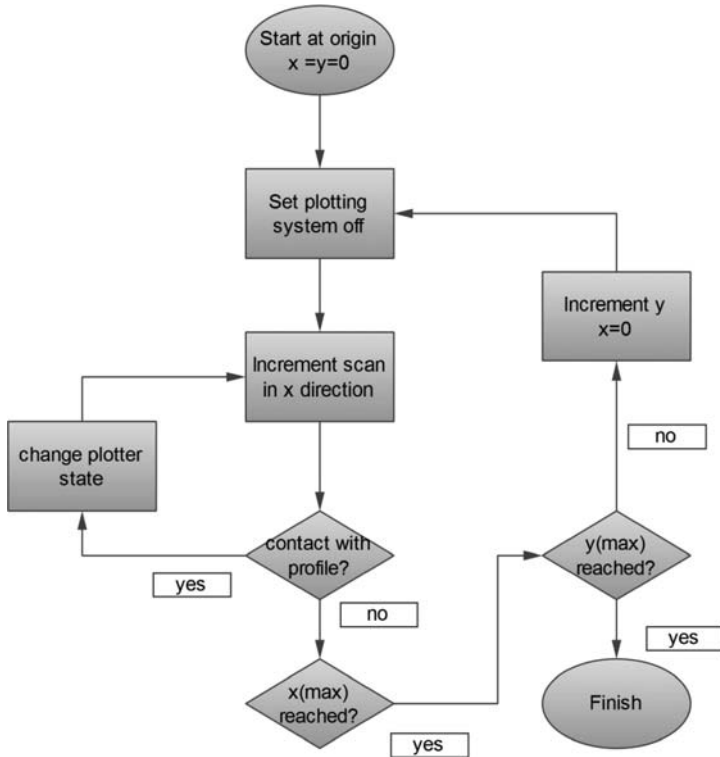 Start at origin
x =y=0
Set plotting
system off
Increment y
x=0
Increment scan
in x direction
change plotter
state
no
contact with
profile?
y(max)
reached?
yes
no
yes
x(max)
reached?
Finish
yes